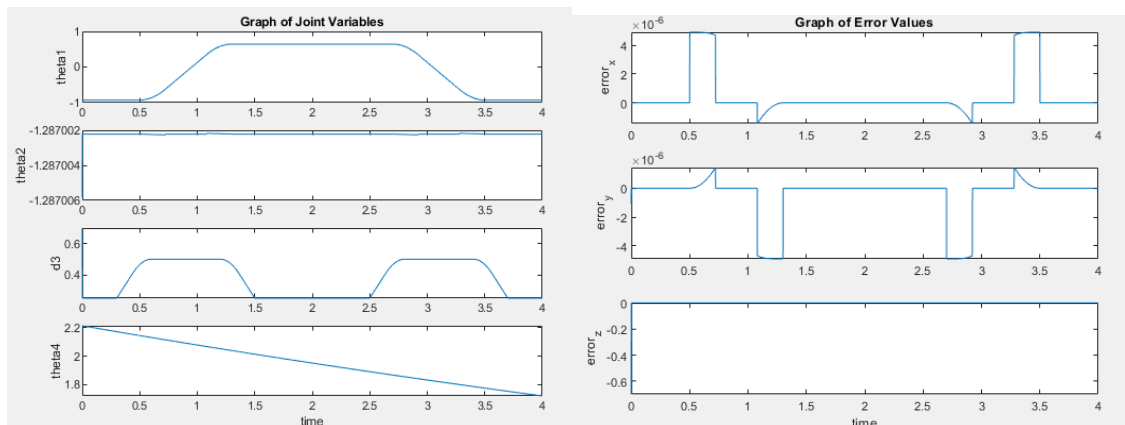 Graph of Joint Variables
1
0
-1
theta1
0 0.5 1 1.5 2 2.5 3 3.5 4
-1.287002
-1.287004
-1.287006
theta2
0 0.5 1 1.5 2 2.5 3 3.5 4
0.6
0.4
d3
0 0.5 1 1.5 2 2.5 3 3.5 4
2.2
2
1.8
theta4
0 0.5 1 1.5 2 2.5 3 3.5 4
time
Graph of Error Values
×10⁻⁶
4
2
0
error_x
0 0.5 1 1.5 2 2.5 3 3.5 4
×10⁻⁶
0
-2
-4
error_y
0 0.5 1 1.5 2 2.5 3 3.5 4
0
-0.2
-0.4
-0.6
error_z
0 0.5 1 1.5 2 2.5 3 3.5 4
time